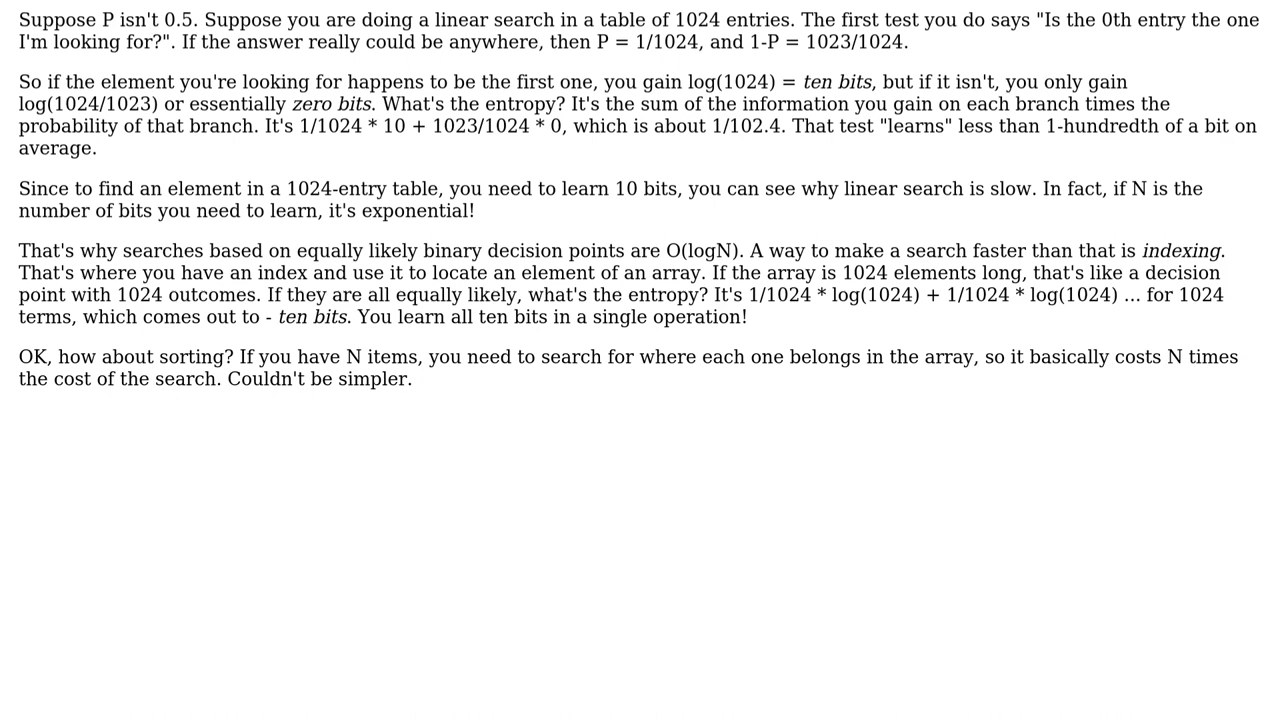 Suppose P isn't 0.5. Suppose you are doing a linear search in a table of 1024 entries. The first test you do says "Is the 0th entry the one
I'm looking for?". If the answer really could be anywhere, then P = 1/1024, and 1-P = 1023/1024.
So if the element you're looking for happens to be the first one, you gain log(1024) = ten bits, but if it isn't, you only gain
log(1024/1023) or essentially zero bits. What's the entropy? It's the sum of the information you gain on each branch times the
probability of that branch. It's 1/1024 * 10 + 1023/1024 * 0, which is about 1/102.4. That test "learns" less than 1-hundredth of a bit on
average.
Since to find an element in a 1024-entry table, you need to learn 10 bits, you can see why linear search is slow. In fact, if N is the
number of bits you need to learn, it's exponential!
That's why searches based on equally likely binary decision points are O(logN). A way to make a search faster than that is indexing.
That's where you have an index and use it to locate an element of an array. If the array is 1024 elements long, that's like a decision
point with 1024 outcomes. If they are all equally likely, what's the entropy? It's 1/1024 * log(1024) + 1/1024 * log(1024) ... for 1024
terms, which comes out to - ten bits. You learn all ten bits in a single operation!
OK, how about sorting? If you have N items, you need to search for where each one belongs in the array, so it basically costs N times
the cost of the search. Couldn't be simpler.